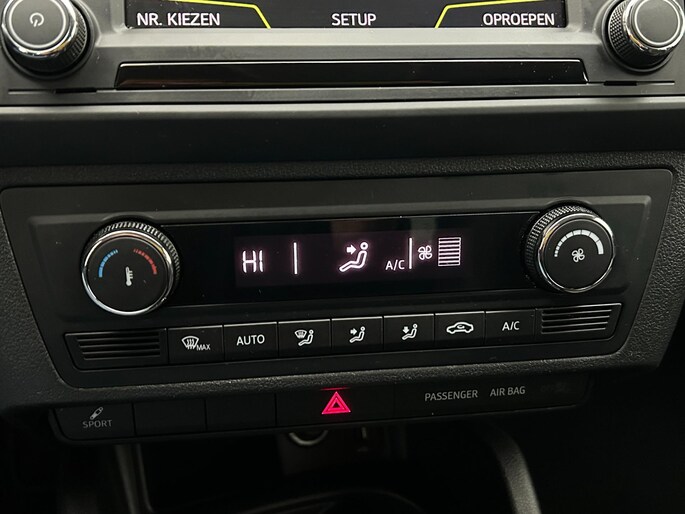 NR. KIEZEN SETUP OPROEPEN
HI A/C
MAX AUTO A/C
PASSENGER AIR BAG
SPORT